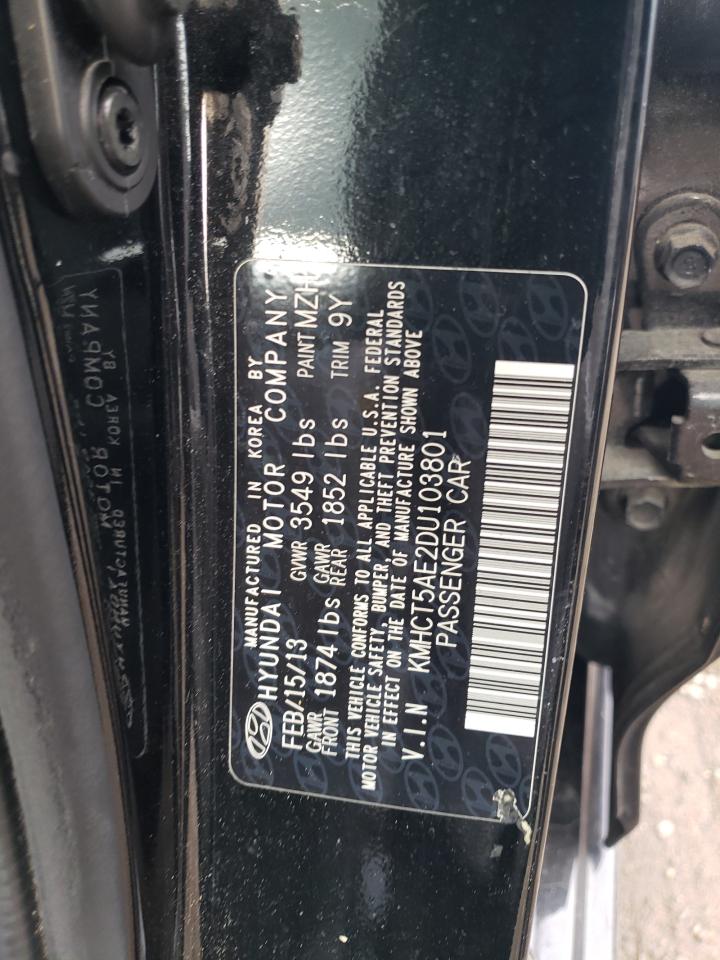 MANUFACTURED IN KOREA BY
HYUNDAI MOTOR COMPANY
FEB/15/13 GVWR 3549 lbs PAINT MZH
GAWR FRONT 1874 lbs GAWR REAR 1852 lbs TRIM 9Y
THIS VEHICLE CONFORMS TO ALL APPLICABLE U.S.A. FEDERAL
MOTOR VEHICLE SAFETY, BUMPER, AND THEFT PREVENTION STANDARDS
IN EFFECT ON THE DATE OF MANUFACTURE SHOWN ABOVE
V.I.N KMHCT5AE2DU103801
PASSENGER CAR